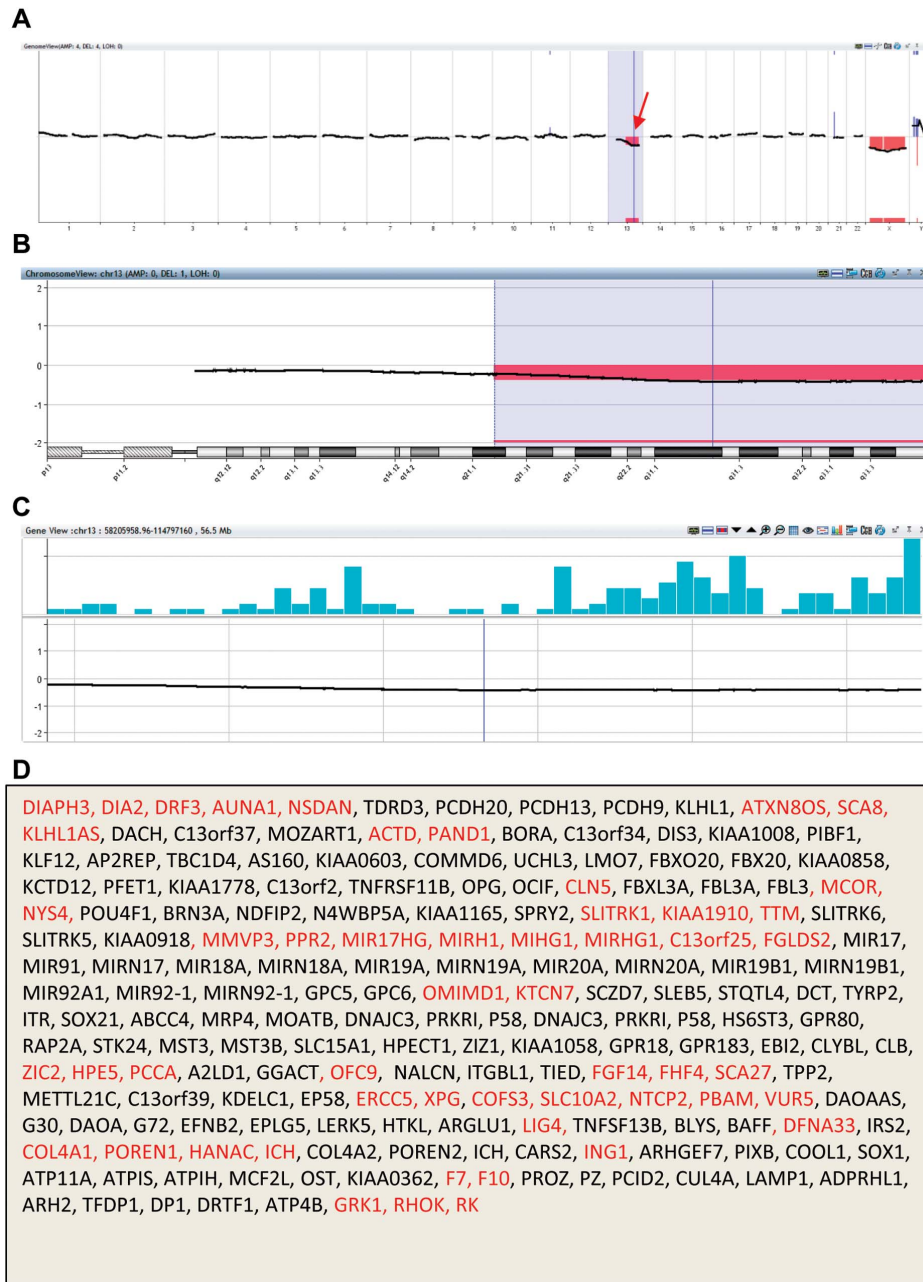 A
GenomeView(AMP: 4, DEL: 4, LOH: 0)
1 2 3 4 5 6 7 8 9 10 11 12 13 14 15 16 17 18 19 20 21 22 X Y
B
ChromosomeView: chr13 (AMP: 0, DEL: 1, LOH: 0)
2
1
0
-1
-2
C
Gene View :chr13 : 58205958.96-114797160 , 56.5 Mb
1
0
-1
-2
D
DIAPH3, DIA2, DRF3, AUNA1, NSDAN, TDRD3, PCDH20, PCDH13, PCDH9, KLHL1, ATXN8OS, SCA8,
KLHL1AS, DACH, C13orf37, MOZART1, ACTD, PAND1, BORA, C13orf34, DIS3, KIAA1008, PIBF1,
KLF12, AP2REP, TBC1D4, AS160, KIAA0603, COMMD6, UCHL3, LMO7, FBXO20, FBX20, KIAA0858,
KCTD12, PFET1, KIAA1778, C13orf2, TNFRSF11B, OPG, OCIF, CLN5, FBXL3A, FBL3A, FBL3, MCOR,
NYS4, POU4F1, BRN3A, NDFIP2, N4WBP5A, KIAA1165, SPRY2, SLITRK1, KIAA1910, TTM, SLITRK6,
SLITRK5, KIAA0918, MMVP3, PPR2, MIR17HG, MIRH1, MIHG1, MIRHG1, C13orf25, FGLDS2, MIR17,
MIR91, MIRN17, MIR18A, MIRN18A, MIR19A, MIRN19A, MIR20A, MIRN20A, MIR19B1, MIRN19B1,
MIR92A1, MIR92-1, MIRN92-1, GPC5, GPC6, OMIMD1, KTCN7, SCZD7, SLEB5, STQTL4, DCT, TYRP2,
ITR, SOX21, ABCC4, MRP4, MOATB, DNAJC3, PRKRI, P58, DNAJC3, PRKRI, P58, HS6ST3, GPR80,
RAP2A, STK24, MST3, MST3B, SLC15A1, HPECT1, ZIZ1, KIAA1058, GPR18, GPR183, EBI2, CLYBL, CLB,
ZIC2, HPE5, PCCA, A2LD1, GGACT, OFC9, NALCN, ITGBL1, TIED, FGF14, FHF4, SCA27, TPP2,
METTL21C, C13orf39, KDELC1, EP58, ERCC5, XPG, COFS3, SLC10A2, NTCP2, PBAM, VUR5, DAOAAS,
G30, DAOA, G72, EFNB2, EPLG5, LERK5, HTKL, ARGLU1, LIG4, TNFSF13B, BLYS, BAFF, DFNA33, IRS2,
COL4A1, POREN1, HANAC, ICH, COL4A2, POREN2, ICH, CARS2, ING1, ARHGEF7, PIXB, COOL1, SOX1,
ATP11A, ATPIS, ATPIH, MCF2L, OST, KIAA0362, F7, F10, PROZ, PZ, PCID2, CUL4A, LAMP1, ADPRHL1,
ARH2, TFDP1, DP1, DRTF1, ATP4B, GRK1, RHOK, RK